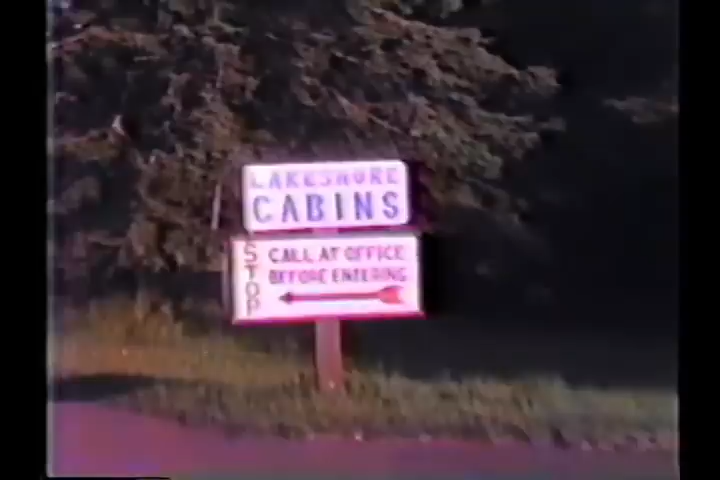 LAKESHORE
CABINS
STOP
CALL AT OFFICE
BEFORE ENTERING